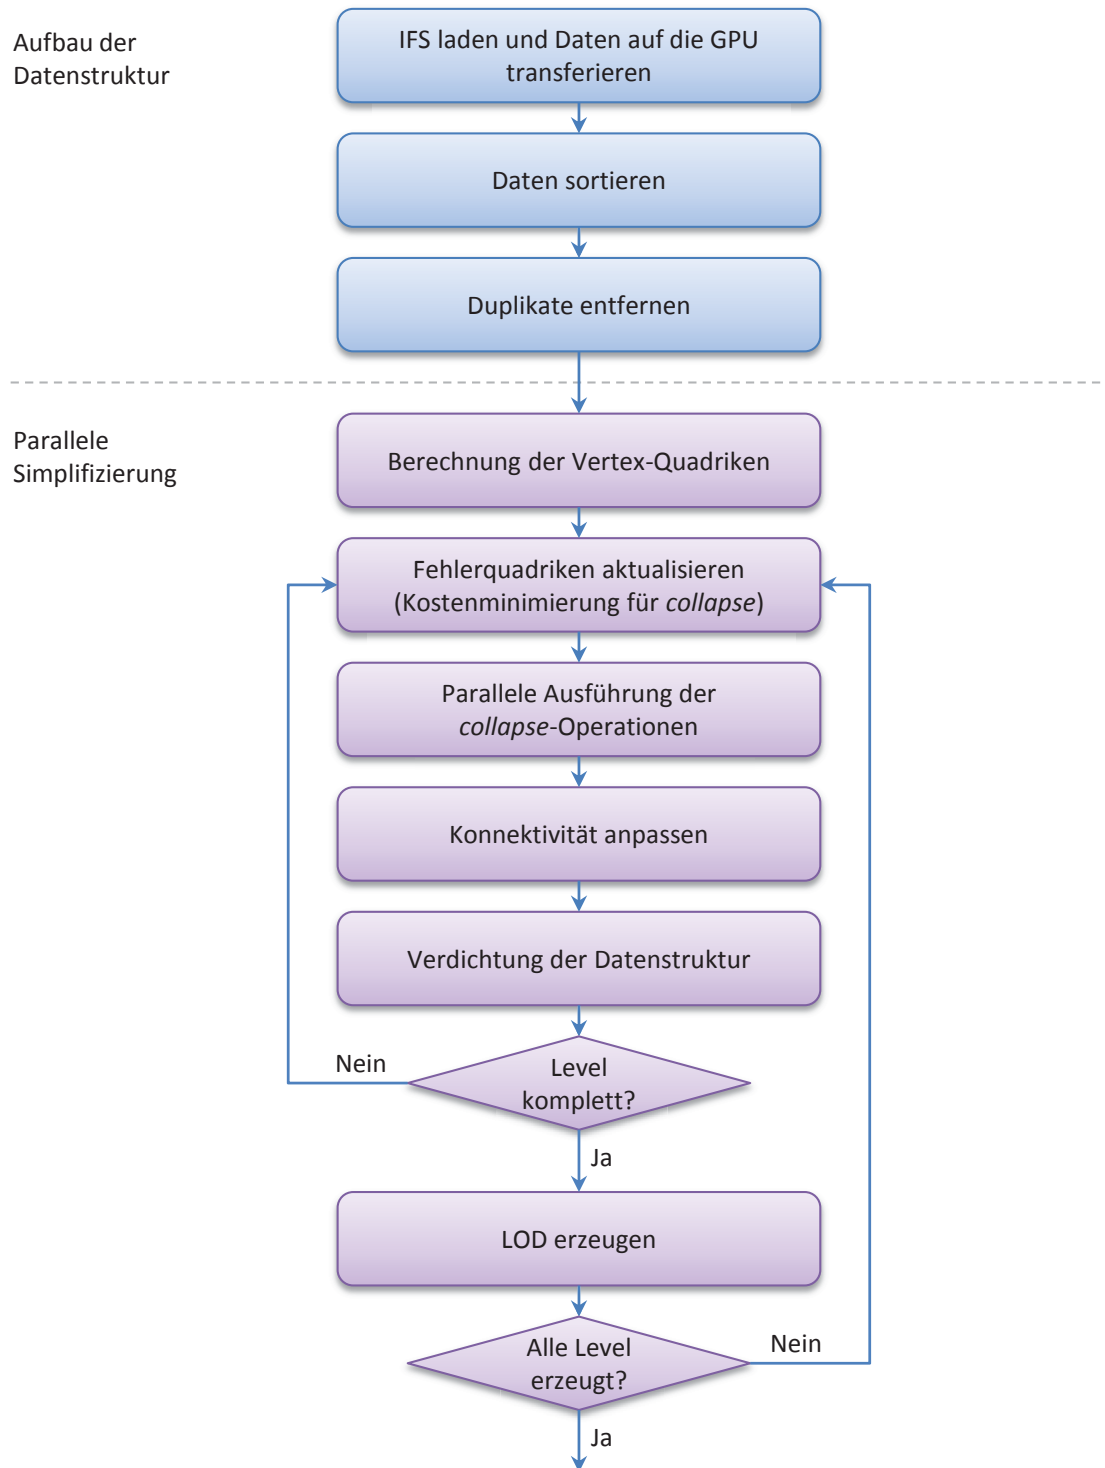 Aufbau der
Datenstruktur
IFS laden und Daten auf die GPU
transferieren
Daten sortieren
Duplikate entfernen
Parallele
Simplifizierung
Berechnung der Vertex-Quadriken
Fehlerquadriken aktualisieren
(Kostenminimierung für collapse)
Parallele Ausführung der
collapse-Operationen
Konnektivität anpassen
Verdichtung der Datenstruktur
Nein
Level
komplett?
Ja
LOD erzeugen
Alle Level
erzeugt?
Nein
Ja